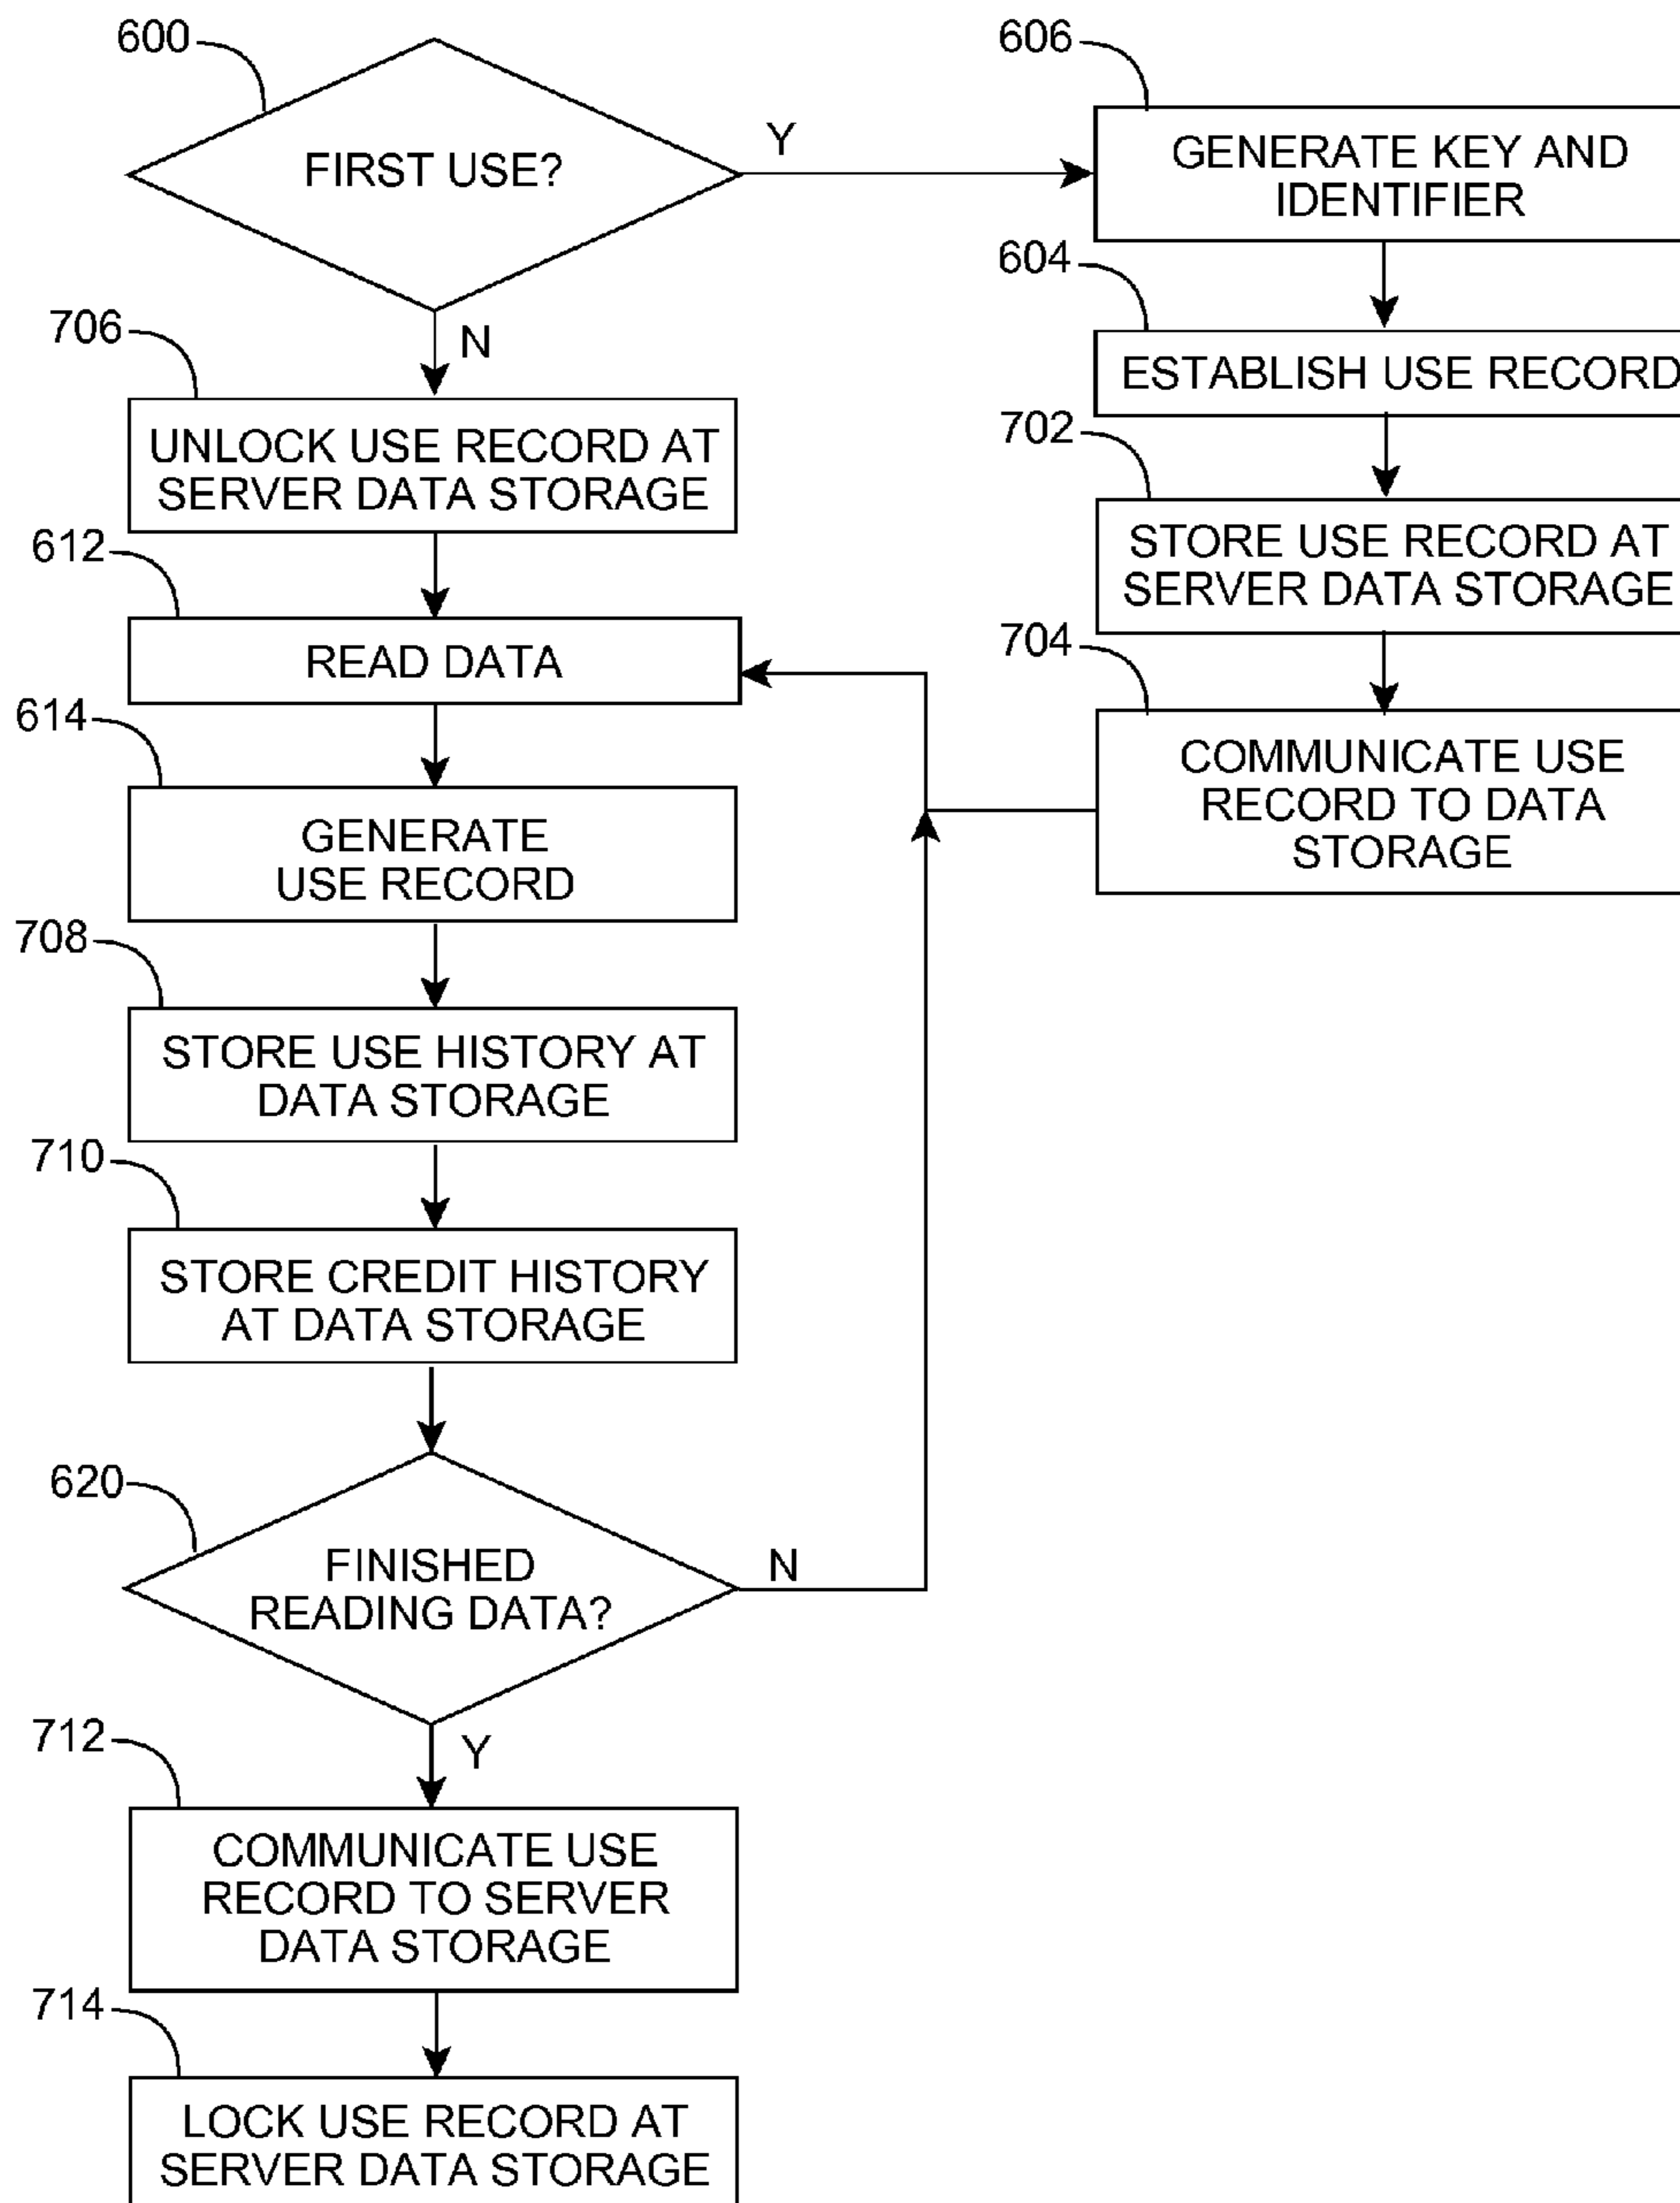 600
FIRST USE?
Y
N
606
GENERATE KEY AND
IDENTIFIER
604
ESTABLISH USE RECORD
702
STORE USE RECORD AT
SERVER DATA STORAGE
704
COMMUNICATE USE
RECORD TO DATA
STORAGE
706
UNLOCK USE RECORD AT
SERVER DATA STORAGE
612
READ DATA
614
GENERATE
USE RECORD
708
STORE USE HISTORY AT
DATA STORAGE
710
STORE CREDIT HISTORY
AT DATA STORAGE
620
FINISHED
READING DATA?
N
Y
712
COMMUNICATE USE
RECORD TO SERVER
DATA STORAGE
714
LOCK USE RECORD AT
SERVER DATA STORAGE